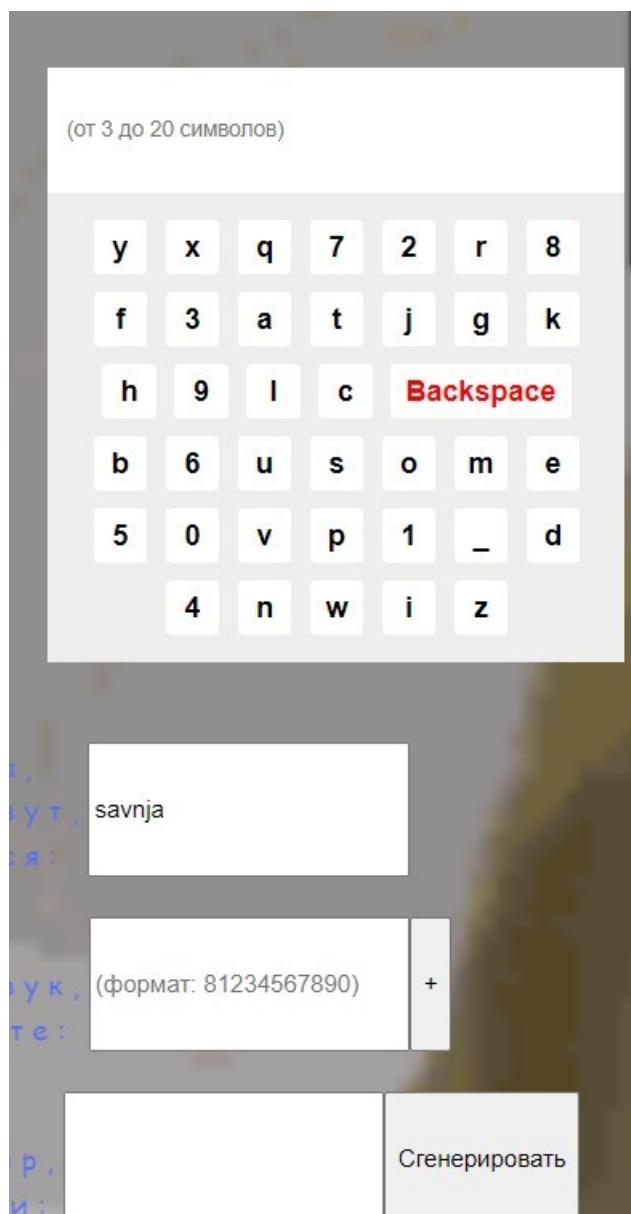 (от 3 до 20 символов)
y x q 7 2 r 8
f 3 a t j g k
h 9 l c Backspace
b 6 u s o m e
5 0 v p 1 _ d
4 n w i z
savnja
(формат: 81234567890) +
Сгенерировать